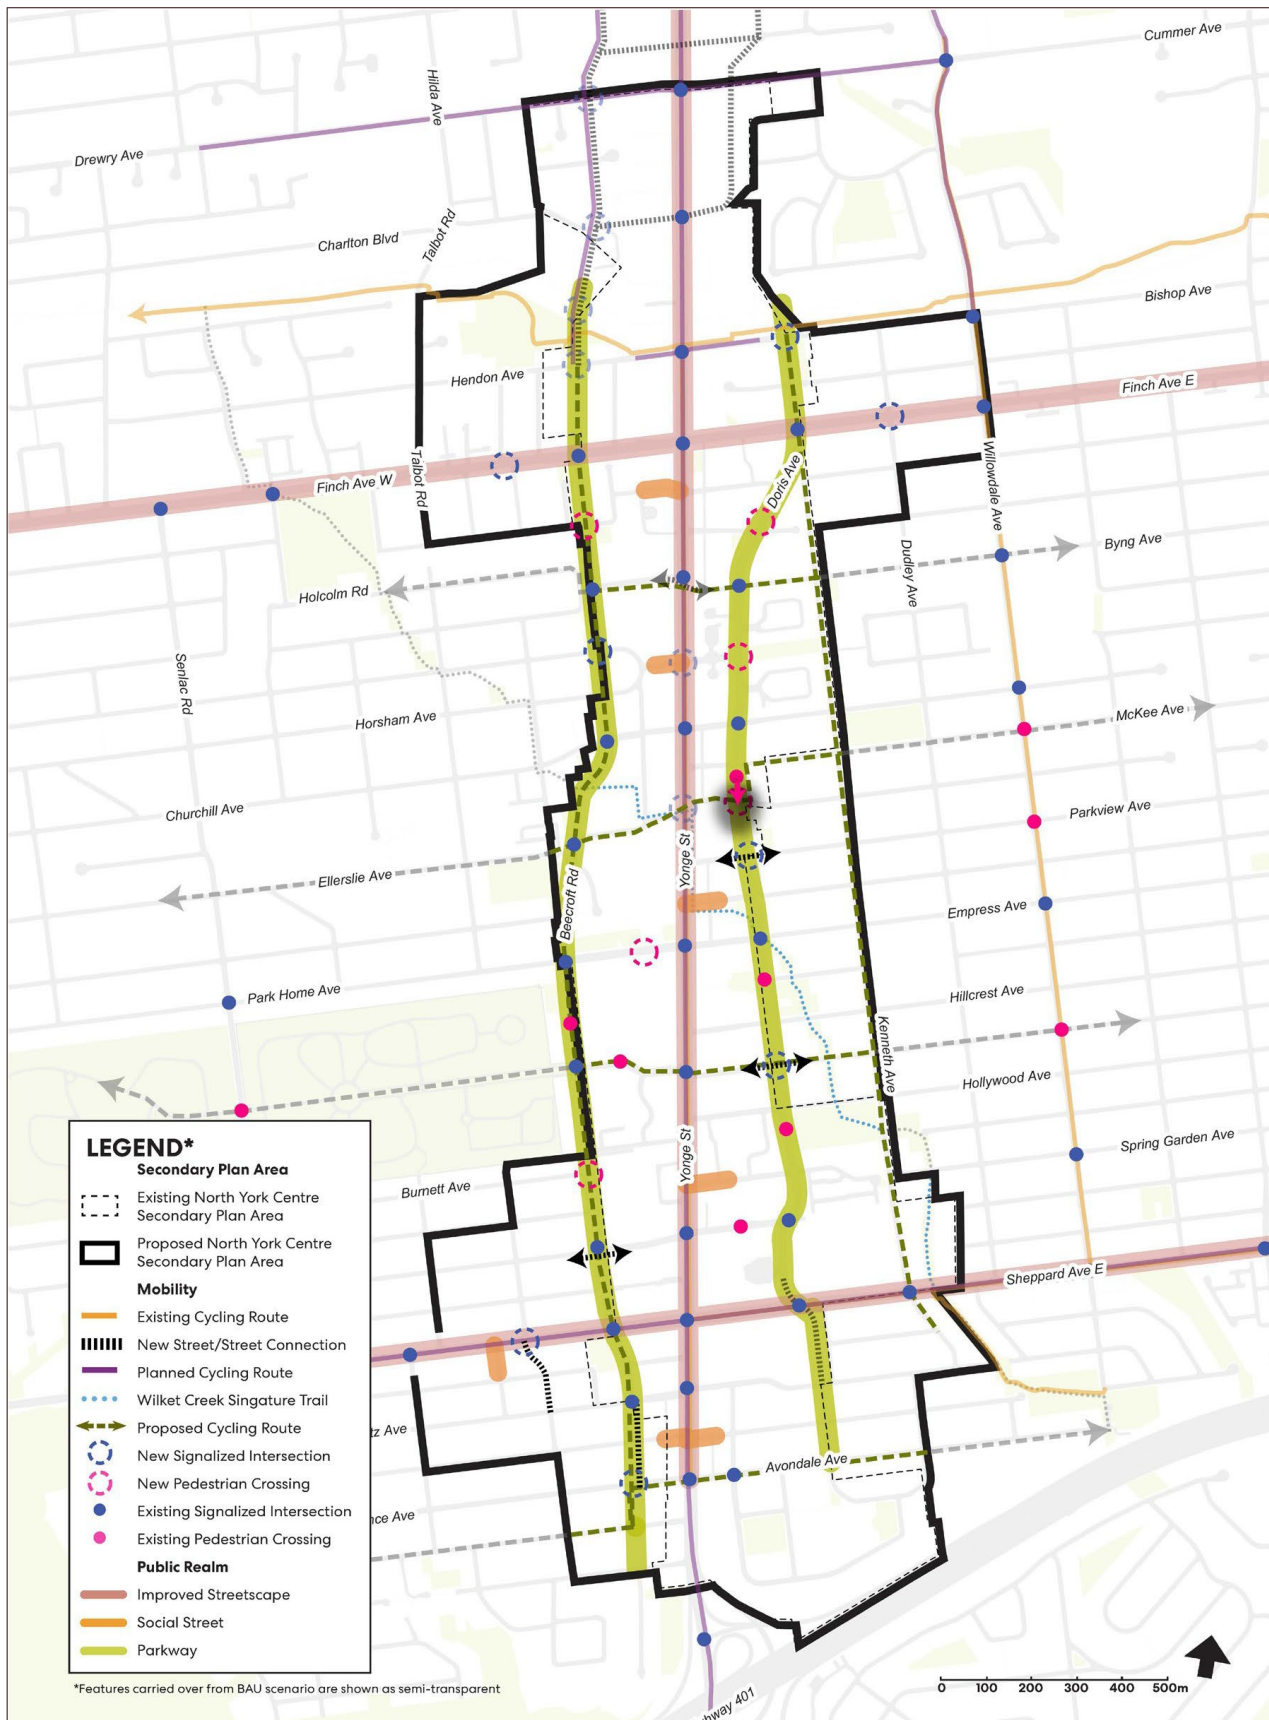 Cummer Ave
Hilda Ave
Drewry Ave
Talbot Rd
Charlton Blvd
Bishop Ave
Hendon Ave
Finch Ave E
Talbot Rd
Finch Ave W
Doris Ave
Willowdale Ave
Byng Ave
Dudley Ave
Holcolm Rd
Senlac Rd
Horsham Ave
McKee Ave
Churchill Ave
Parkview Ave
Yonge St
Ellerslie Ave
Beecroft Rd
Empress Ave
Park Home Ave
Hillcrest Ave
Kenneth Ave
Hollywood Ave
Yonge St
Spring Garden Ave
Burnett Ave
Sheppard Ave E
tz Ave
Avondale Ave
nce Ave
hway 401
LEGEND*
Secondary Plan Area
Existing North York Centre
Secondary Plan Area
Proposed North York Centre
Secondary Plan Area
Mobility
Existing Cycling Route
New Street/Street Connection
Planned Cycling Route
Wilket Creek Singature Trail
Proposed Cycling Route
New Signalized Intersection
New Pedestrian Crossing
Existing Signalized Intersection
Existing Pedestrian Crossing
Public Realm
Improved Streetscape
Social Street
Parkway
*Features carried over from BAU scenario are shown as semi-transparent
0 100 200 300 400 500m